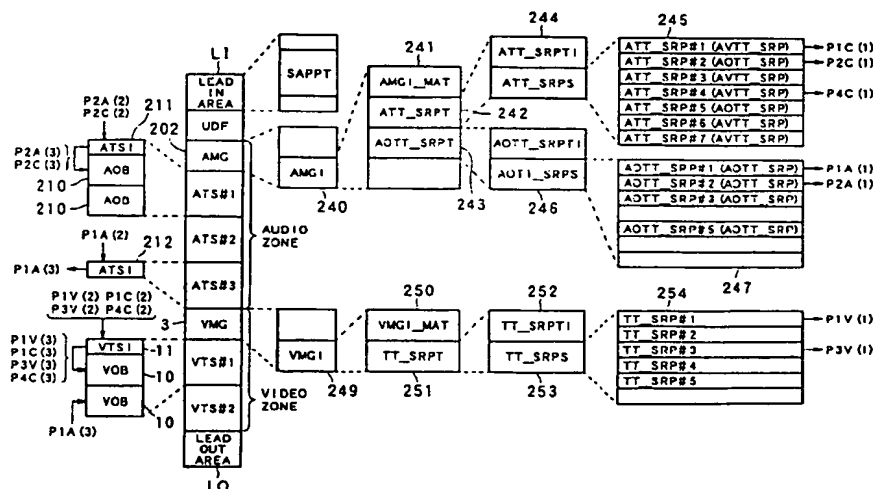 LI
LEAD
IN
AREA
UDF
AMG
ATS#1
ATS#2
ATS#3
VMG
VTS#1
VTS#2
LEAD
OUT
AREA
LO
AUDIO
ZONE
VIDEO
ZONE
P2A(2)
P2C(2)
211
202
P2A(3)
P2C(3)
ATSI
AOB
210
AOB
210
P1A(2)
212
P1A(3)
ATSI
P1V(2) P1C(2)
P3V(2) P4C(2)
3
P1V(3)
P1C(3)
P3V(3)
P4C(3)
VTSI
11
VOB
10
VOB
10
P1A(3)
SAPPT
AMGI
240
241
AMGI_MAT
ATT_SRPT
242
AOTT_SRPT
243
244
ATT_SRPTI
ATT_SRPS
AOTT_SRPTI
AOTT_SRPS
246
245
ATT_SRP#1 (AVTT_SRP)
P1C(1)
ATT_SRP#2 (AOTT_SRP)
P2C(1)
ATT_SRP#3 (AVTT_SRP)
ATT_SRP#4 (AVTT_SRP)
P4C(1)
ATT_SRP#5 (AOTT_SRP)
ATT_SRP#6 (AVTT_SRP)
ATT_SRP#7 (AVTT_SRP)
AOTT_SRP#1 (AOTT_SRP)
P1A(1)
AOTT_SRP#2 (AOTT_SRP)
P2A(1)
AOTT_SRP#3 (AOTT_SRP)
AOTT_SRP#5 (AOTT_SRP)
247
VMGI
249
250
VMGI_MAT
TT_SRPT
251
252
TT_SRPTI
TT_SRPS
253
254
TT_SRP#1
P1V(1)
TT_SRP#2
TT_SRP#3
P3V(1)
TT_SRP#4
TT_SRP#5